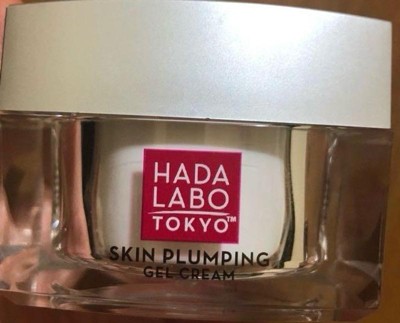 HADA
LABO
TOKYO™
SKIN PLUMPING
GEL CREAM